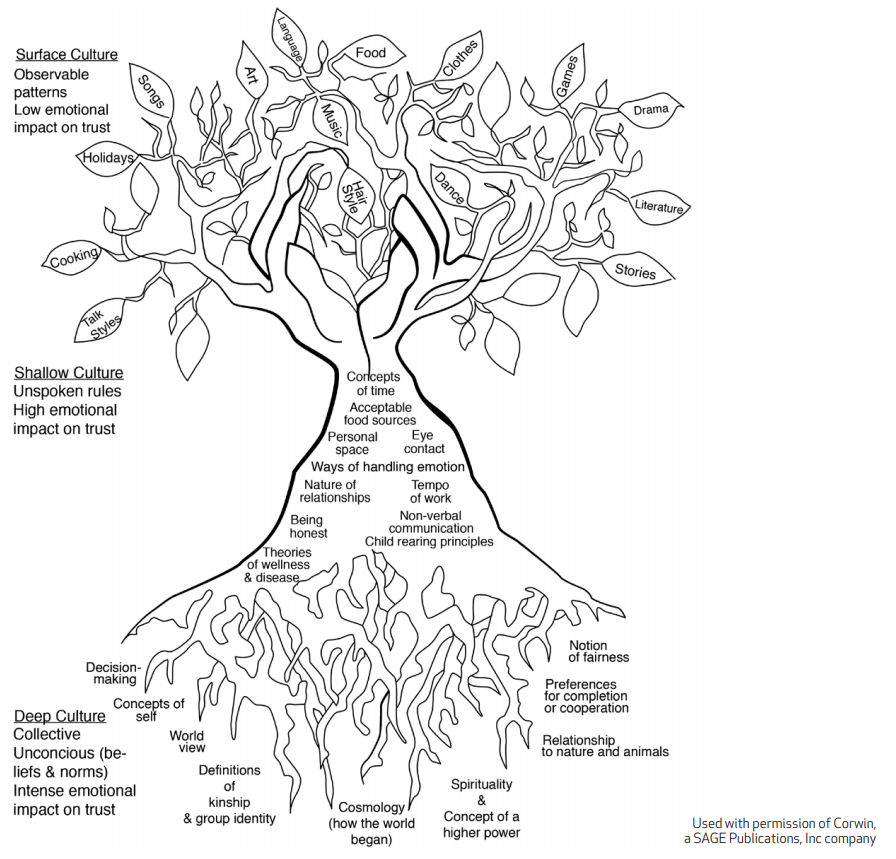 Surface Culture
Observable
patterns
Low emotional
impact on trust
Language
Food
Clothes
Games
Art
Songs
Music
Drama
Holidays
Hair
Style
Dance
Literature
Cooking
Stories
Talk
Styles
Shallow Culture
Unspoken rules
High emotional
impact on trust
Concepts
of time
Acceptable
food sources
Personal
space
Eye
contact
Ways of handling emotion
Nature of
relationships
Tempo
of work
Being
honest
Non-verbal
communication
Child rearing principles
Theories
of wellness
& disease
Notion
of fairness
Decision-
making
Preferences
for completion
or cooperation
Concepts of
self
Deep Culture
Collective
Unconcious (be-
liefs & norms)
Intense emotional
impact on trust
World
view
Relationship
to nature and animals
Definitions
of
kinship
& group identity
Cosmology
(how the world
began)
Spirituality
&
Concept of a
higher power
Used with permission of Corwin,
a SAGE Publications, Inc company